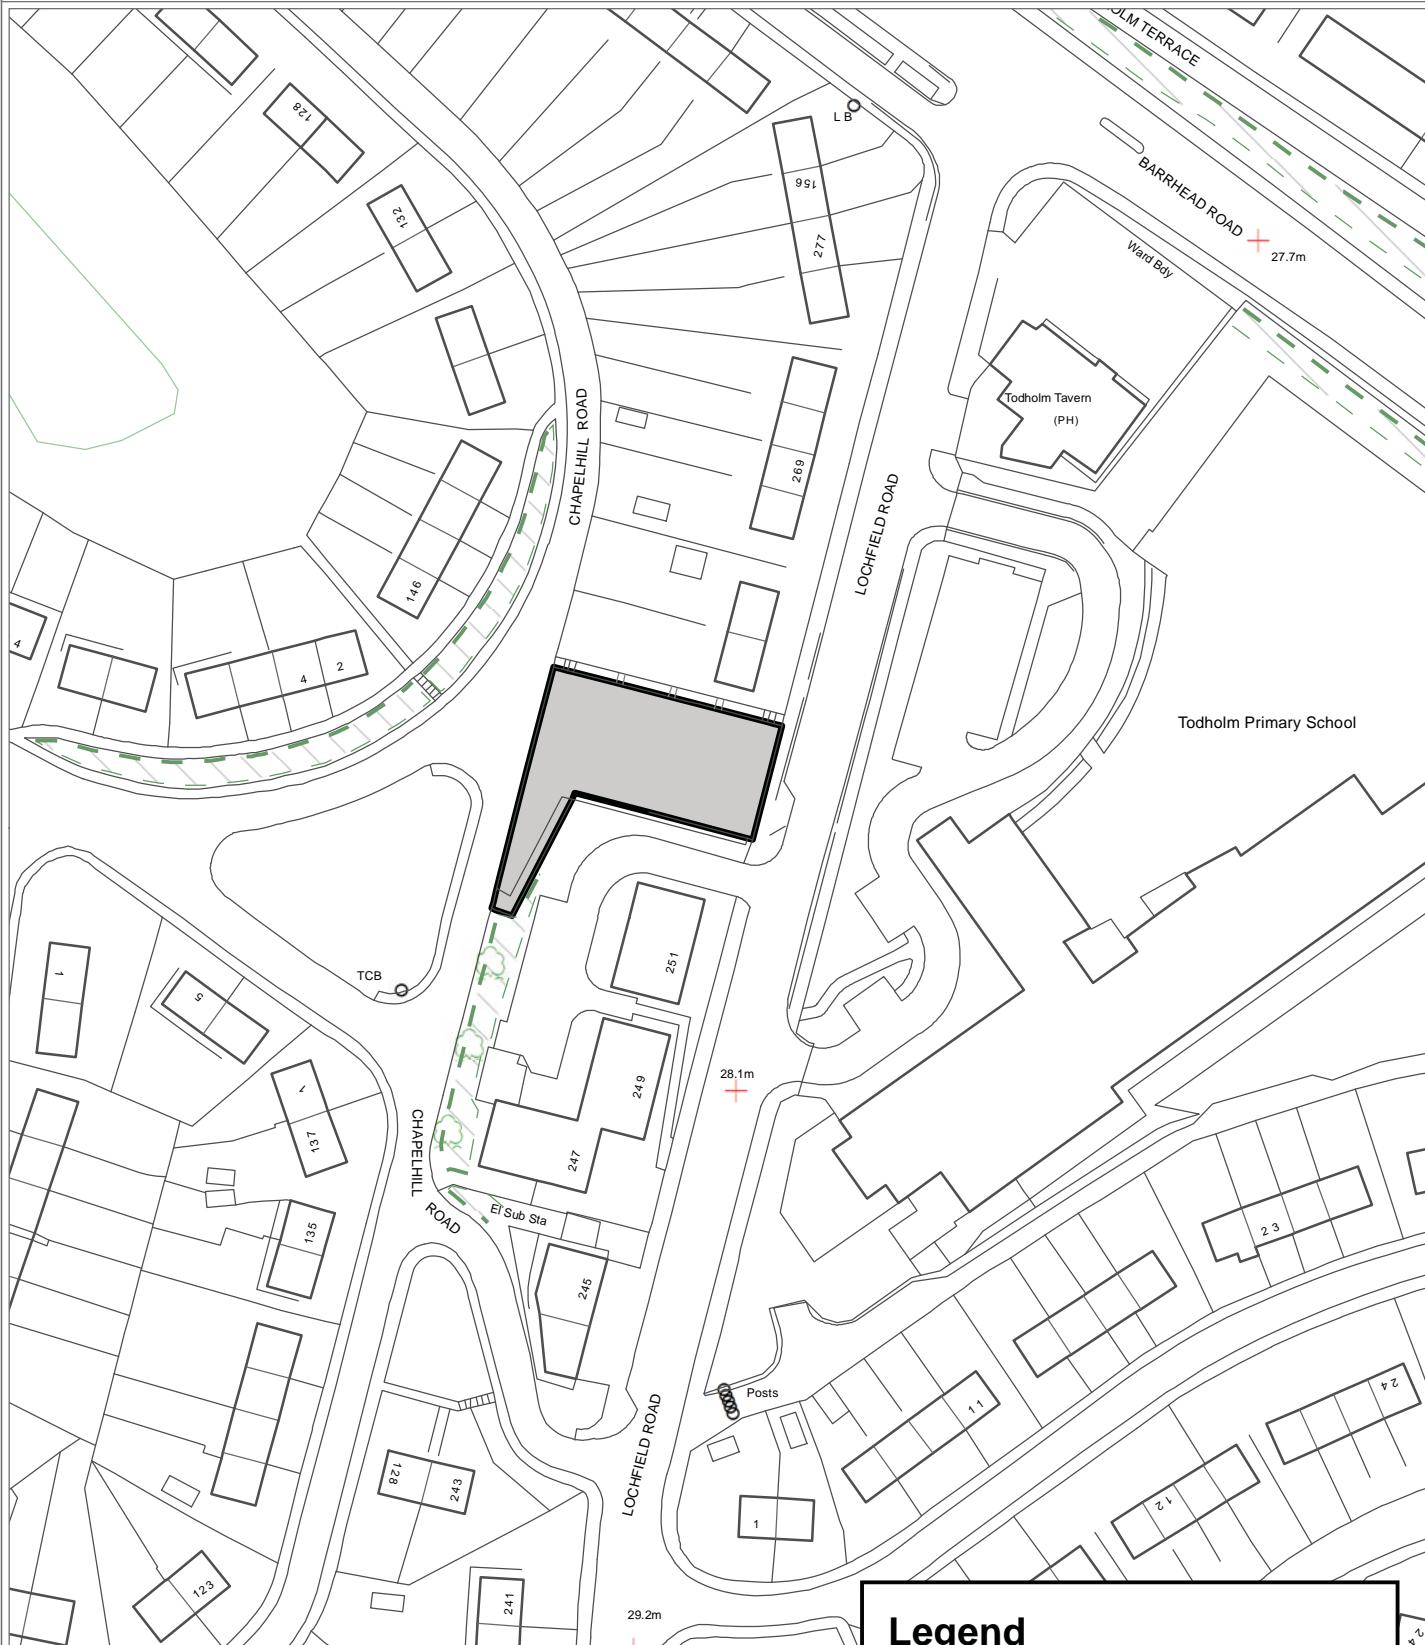 OLM TERRACE
128
L B
BARRHEAD ROAD
132
156
27.7m
277
Ward Bdy
Todholm Tavern
(PH)
CHAPELHILL ROAD
269
LOCHFIELD ROAD
146
4
2
4
Todholm Primary School
251
TCB
1
5
28.1m
249
1
137
CHAPELHILL
ROAD
247
El Sub Sta
135
23
245
24
Posts
11
LOCHFIELD ROAD
128
243
12
1
123
241
29.2m
Legend